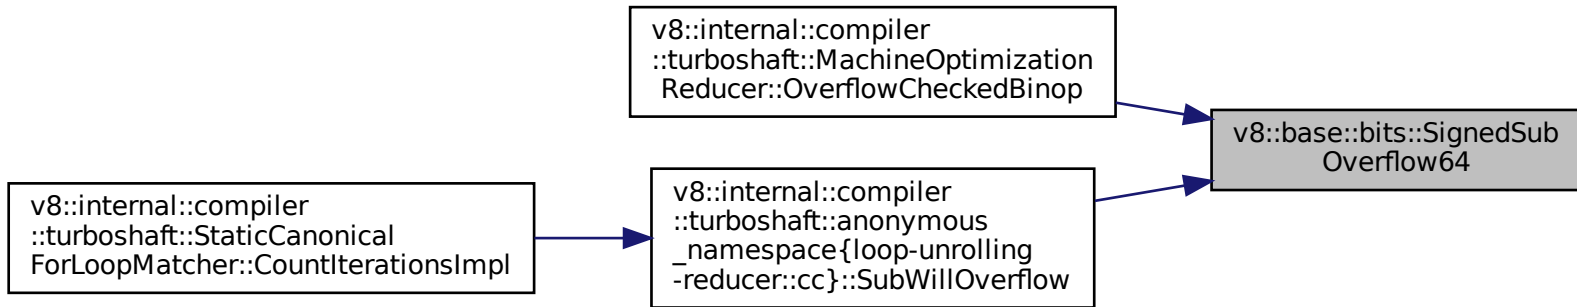 v8::internal::compiler
::turboshaft::MachineOptimization
Reducer::OverflowCheckedBinop
v8::base::bits::SignedSub
Overflow64
v8::internal::compiler
::turboshaft::StaticCanonical
ForLoopMatcher::CountIterationsImpl
v8::internal::compiler
::turboshaft::anonymous
_namespace{loop-unrolling
-reducer::cc}::SubWillOverflow